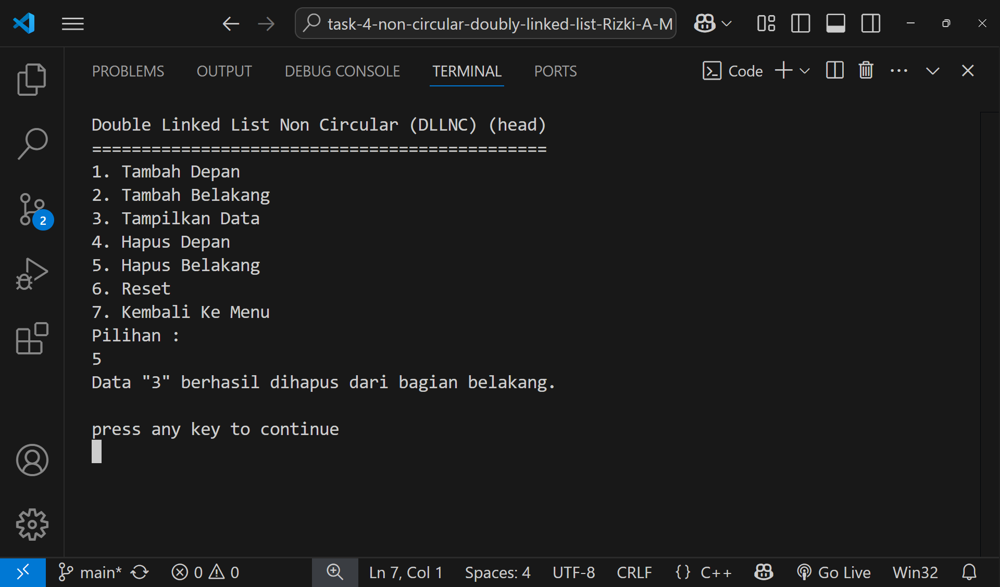 task-4-non-circular-doubly-linked-list-Rizki-A-M
PROBLEMS OUTPUT DEBUG CONSOLE TERMINAL PORTS Code
Double Linked List Non Circular (DLLNC) (head)
==============================================
1. Tambah Depan
2. Tambah Belakang
3. Tampilkan Data
4. Hapus Depan
5. Hapus Belakang
6. Reset
7. Kembali Ke Menu
Pilihan :
5
Data "3" berhasil dihapus dari bagian belakang.
press any key to continue
2
main* 0 0 Ln 7, Col 1 Spaces: 4 UTF-8 CRLF {} C++ Go Live Win32